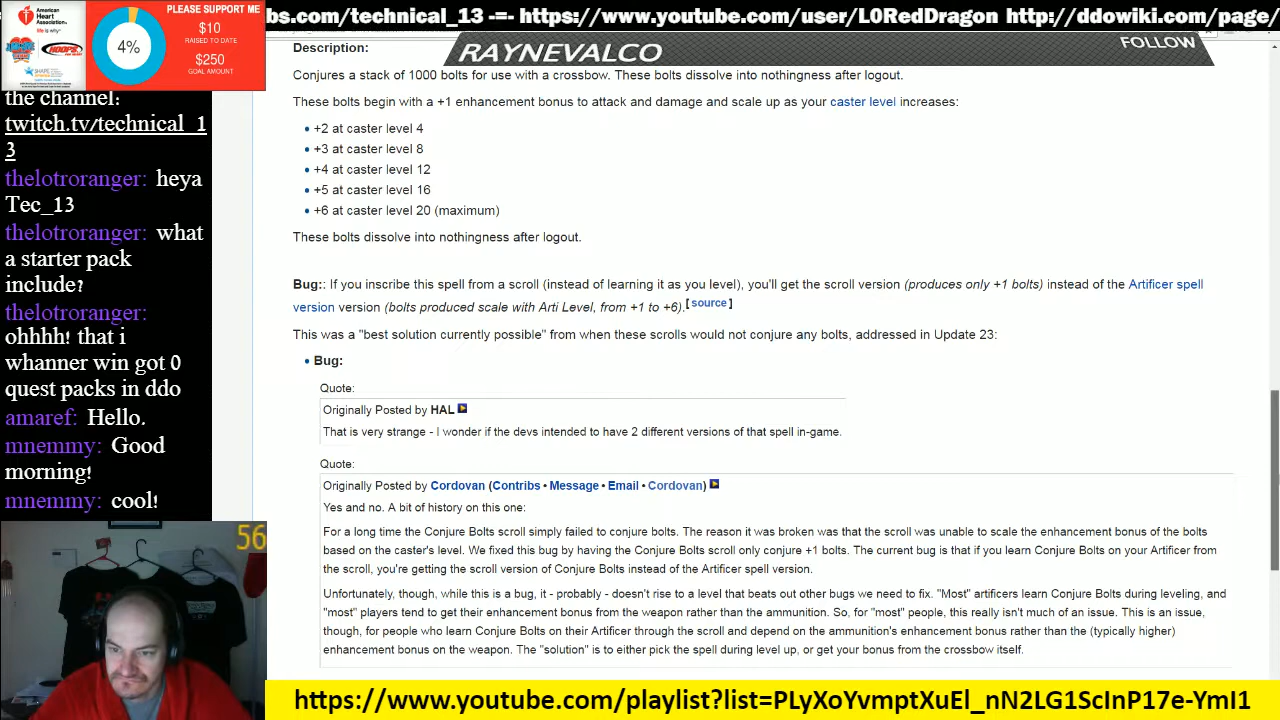 bs.com/technical_13 -=- https://www.youtube.com/user/L0RedDragon http://ddowiki.com/page/
American
Heart
Association®
life is why™
HOOPS
PLEASE SUPPORT ME
4%
$10
RAISED TO DATE
$250
GOAL AMOUNT
RAYNEVALCO
FOLLOW
the channel:
twitch.tv/technical_1
3
thelotroranger: heya
Tec_13
thelotroranger: what
a starter pack
include?
thelotroranger:
ohhhh! that i
whanner win got 0
quest packs in ddo
amaref: Hello.
mnemmy: Good
morning!
mnemmy: cool!
56
Description:
Conjures a stack of 1000 bolts for use with a crossbow. These bolts dissolve into nothingness after logout.
These bolts begin with a +1 enhancement bonus to attack and damage and scale up as your caster level increases:
• +2 at caster level 4
• +3 at caster level 8
• +4 at caster level 12
• +5 at caster level 16
• +6 at caster level 20 (maximum)
These bolts dissolve into nothingness after logout.
Bug:: If you inscribe this spell from a scroll (instead of learning it as you level), you'll get the scroll version (produces only +1 bolts) instead of the Artificer spell
version version (bolts produced scale with Arti Level, from +1 to +6).[source]
This was a "best solution currently possible" from when these scrolls would not conjure any bolts, addressed in Update 23:
• Bug:
Quote:
Originally Posted by HAL
That is very strange - I wonder if the devs intended to have 2 different versions of that spell in-game.
Quote:
Originally Posted by Cordovan (Contribs • Message • Email • Cordovan)
Yes and no. A bit of history on this one:
For a long time the Conjure Bolts scroll simply failed to conjure bolts. The reason it was broken was that the scroll was unable to scale the enhancement bonus of the bolts
based on the caster's level. We fixed this bug by having the Conjure Bolts scroll only conjure +1 bolts. The current bug is that if you learn Conjure Bolts on your Artificer from
the scroll, you're getting the scroll version of Conjure Bolts instead of the Artificer spell version.
Unfortunately, though, while this is a bug, it - probably - doesn't rise to a level that beats out other bugs we need to fix. "Most" artificers learn Conjure Bolts during leveling, and
"most" players tend to get their enhancement bonus from the weapon rather than the ammunition. So, for "most" people, this really isn't much of an issue. This is an issue,
though, for people who learn Conjure Bolts on their Artificer through the scroll and depend on the ammunition's enhancement bonus rather than the (typically higher)
enhancement bonus on the weapon. The "solution" is to either pick the spell during level up, or get your bonus from the crossbow itself.
https://www.youtube.com/playlist?list=PLyXoYvmptXuEl_nN2LG1ScInP17e-YmI1